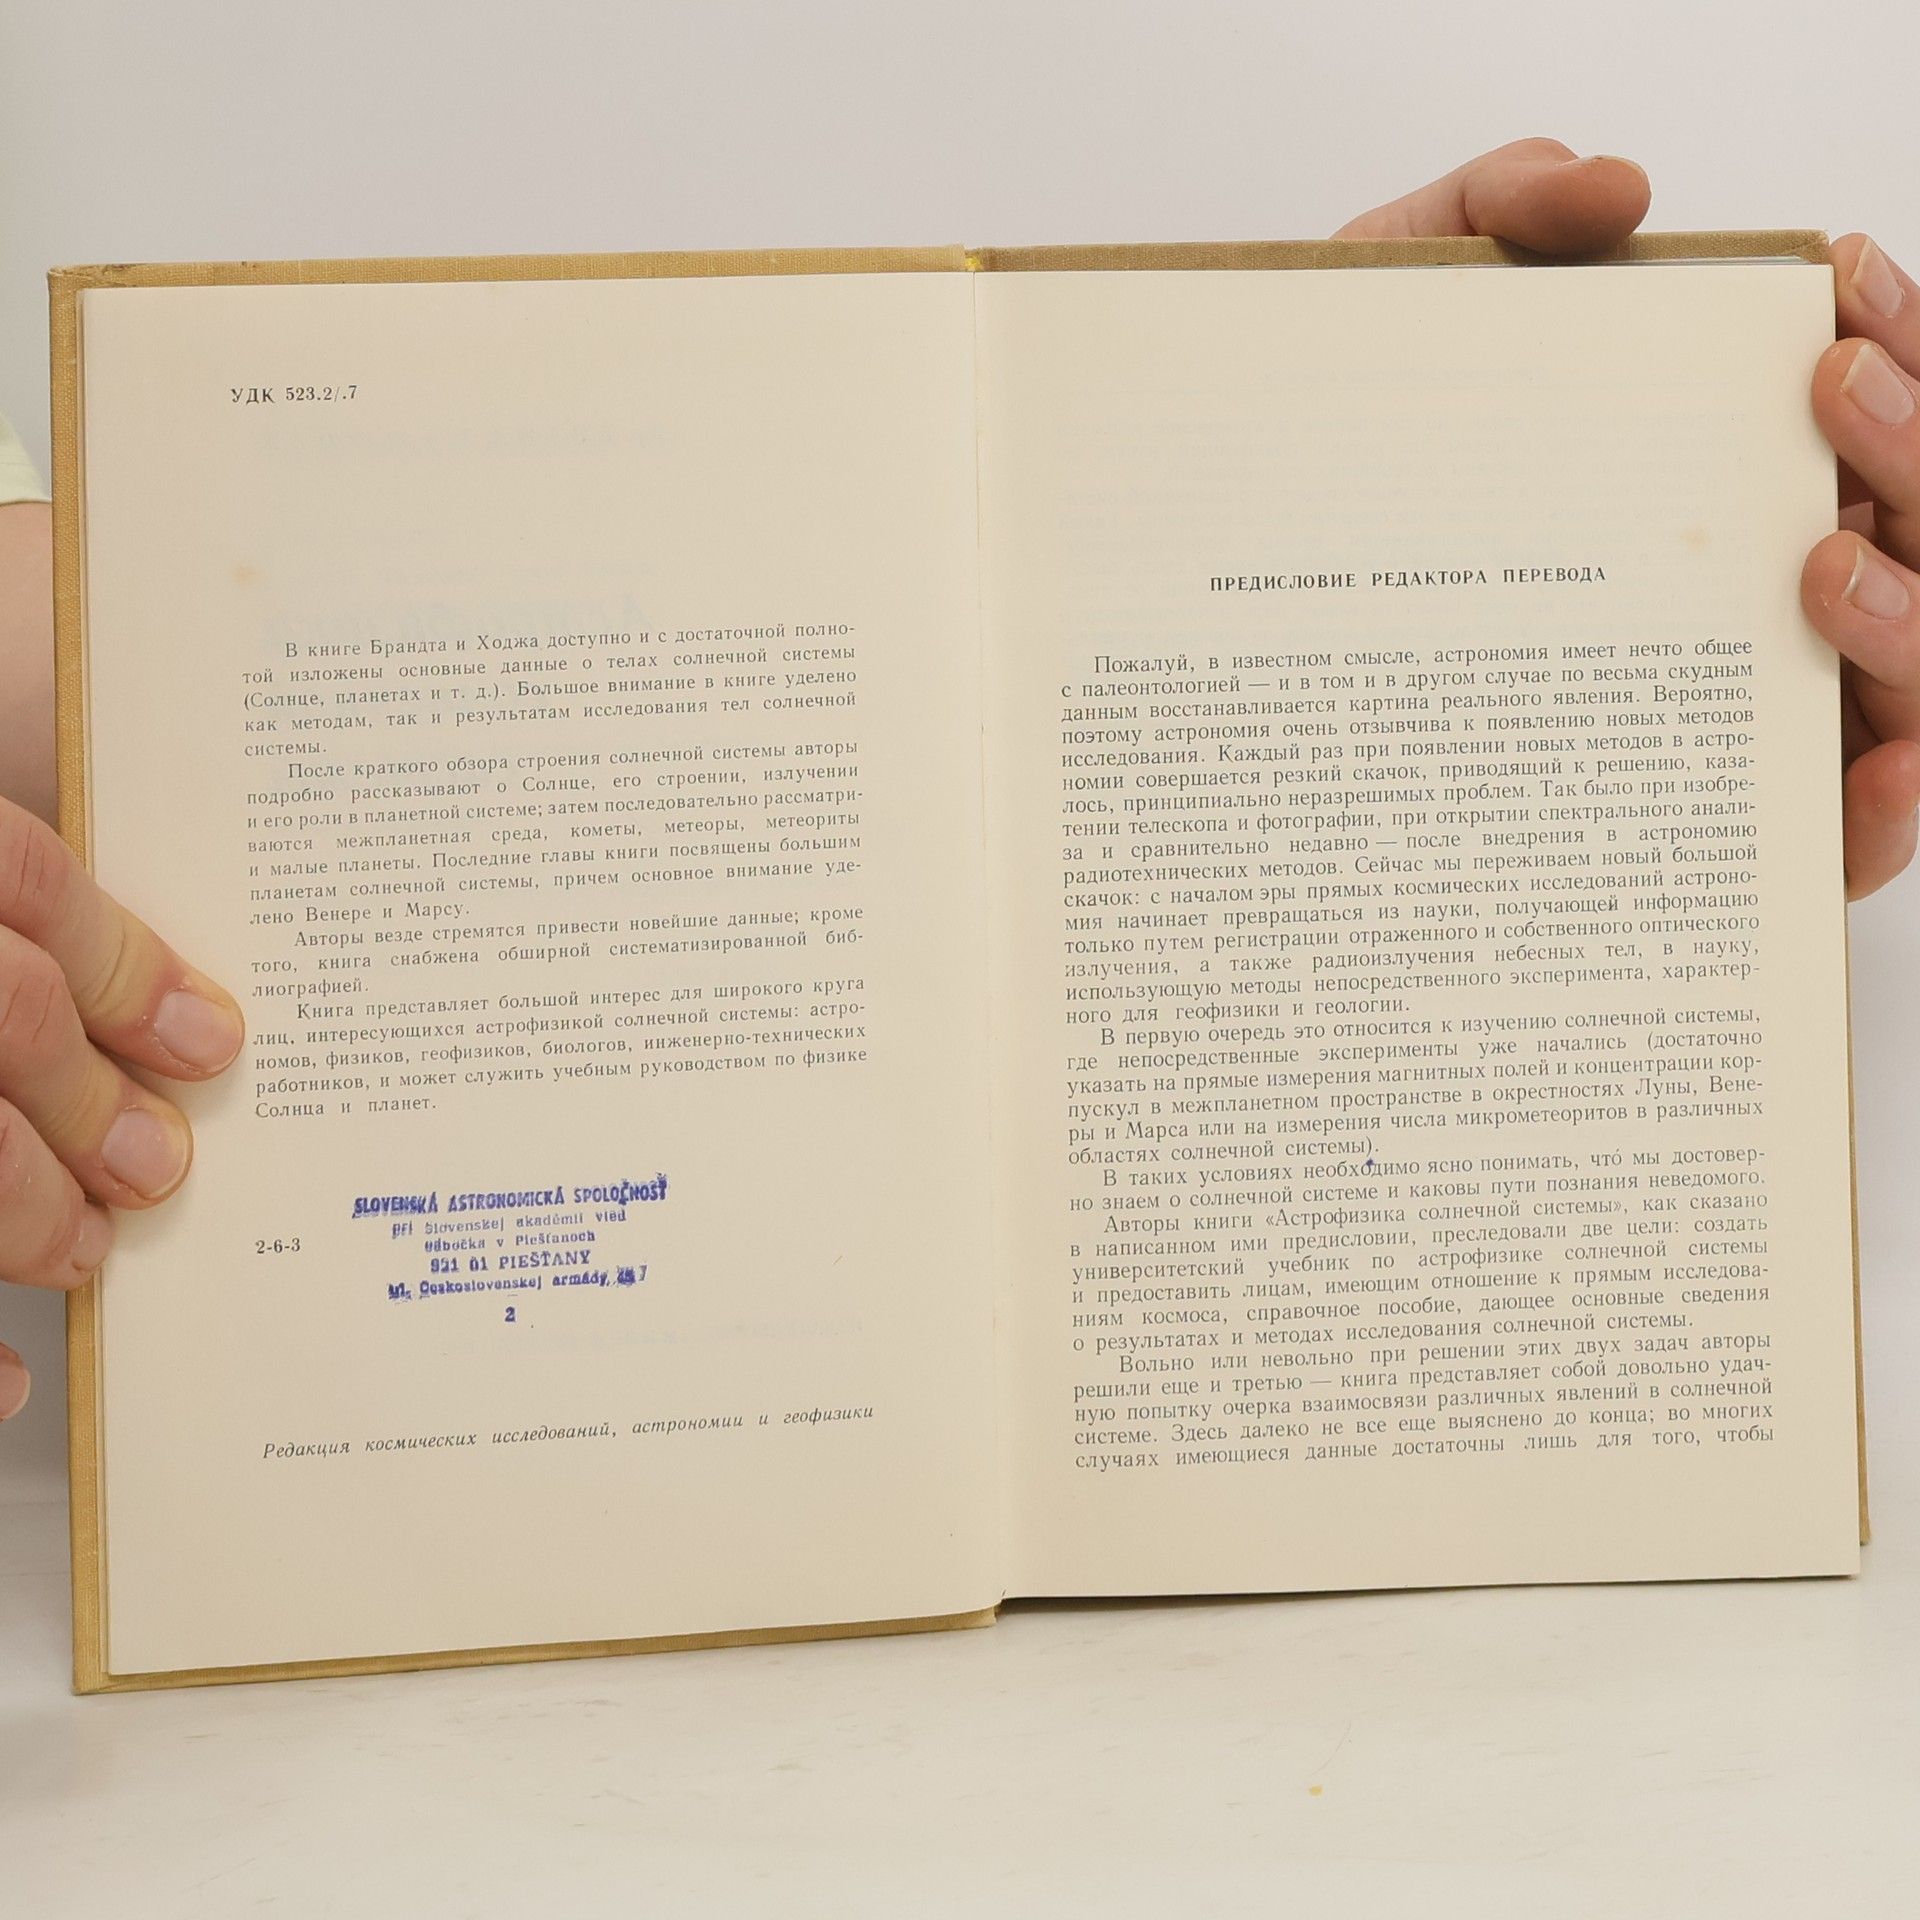 УДК 523.2/.7
В книге Брандта и Ходжа доступно и с достаточной полно-
той изложены основные данные о телах солнечной системы
(Солнце, планетах и т. д.). Большое внимание в книге уделено
как методам, так и результатам исследования тел солнечной
системы.
После краткого обзора строения солнечной системы авторы
подробно рассказывают о Солнце, его строении, излучении
и его роли в планетной системе; затем последовательно рассматри-
ваются межпланетная среда, кометы, метеоры, метеориты
и малые планеты. Последние главы книги посвящены большим
планетам солнечной системы, причем основное внимание уде-
лено Венере и Марсу.
Авторы везде стремятся привести новейшие данные; кроме
того, книга снабжена обширной систематизированной биб-
лиографией.
Книга представляет большой интерес для широкого круга
лиц, интересующихся астрофизикой солнечной системы: астро-
номов, физиков, геофизиков, биологов, инженерно-технических
работников, и может служить учебным руководством по физике
Солнца и планет.
SLOVENSKÁ ASTRONOMICKÁ SPOLOČNOSŤ
pri Slovenskej akadémii vied
odbočka v Piešťanoch
921 01 PIEŠŤANY
ul. Československej armády,
2
2-6-3
Редакция космических исследований, астрономии и геофизики
ПРЕДИСЛОВИЕ РЕДАКТОРА ПЕРЕВОДА
Пожалуй, в известном смысле, астрономия имеет нечто общее
с палеонтологией — и в том и в другом случае по весьма скудным
данным восстанавливается картина реального явления. Вероятно,
поэтому астрономия очень отзывчива к появлению новых методов
исследования. Каждый раз при появлении новых методов в астро-
номии совершается резкий скачок, приводящий к решению, каза-
лось, принципиально неразрешимых проблем. Так было при изобре-
тении телескопа и фотографии, при открытии спектрального анали-
за и сравнительно недавно — после внедрения в астрономию
радиотехнических методов. Сейчас мы переживаем новый большой
скачок: с началом эры прямых космических исследований астроно-
мия начинает превращаться из науки, получающей информацию
только путем регистрации отраженного и собственного оптического
излучения, а также радиоизлучения небесных тел, в науку,
использующую методы непосредственного эксперимента, характер-
ного для геофизики и геологии.
В первую очередь это относится к изучению солнечной системы,
где непосредственные эксперименты уже начались (достаточно
указать на прямые измерения магнитных полей и концентрации кор-
пускул в межпланетном пространстве в окрестностях Луны, Вене-
ры и Марса или на измерения числа микрометеоритов в различных
областях солнечной системы).
В таких условиях необходимо ясно понимать, что́ мы достовер-
но знаем о солнечной системе и каковы пути познания неведомого.
Авторы книги «Астрофизика солнечной системы», как сказано
в написанном ими предисловии, преследовали две цели: создать
университетский учебник по астрофизике солнечной системы
и предоставить лицам, имеющим отношение к прямым исследова-
ниям космоса, справочное пособие, дающее основные сведения
о результатах и методах исследования солнечной системы.
Вольно или невольно при решении этих двух задач авторы
решили еще и третью — книга представляет собой довольно удач-
ную попытку очерка взаимосвязи различных явлений в солнечной
системе. Здесь далеко не все еще выяснено до конца; во многих
случаях имеющиеся данные достаточны лишь для того, чтобы